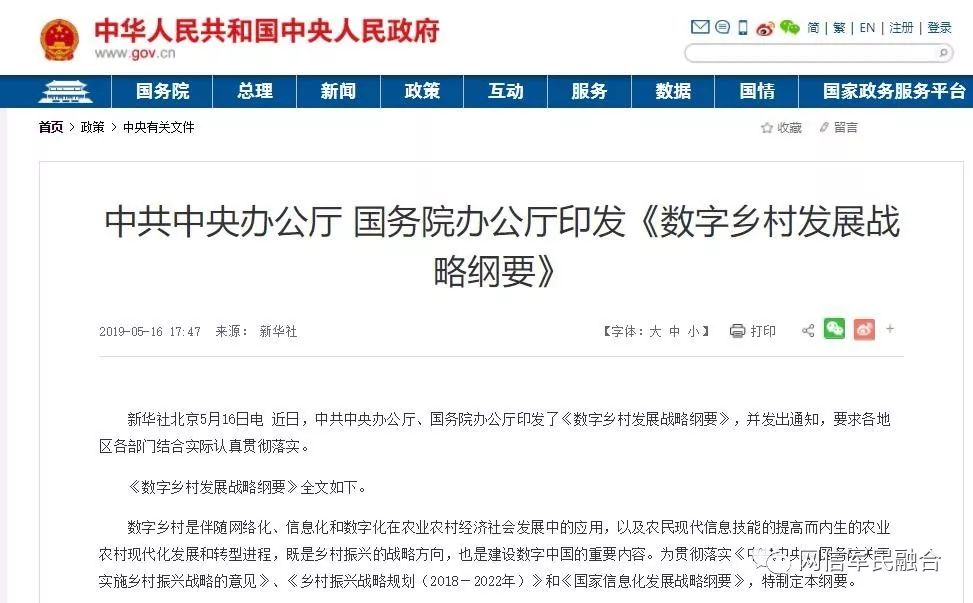 中华人民共和国中央人民政府
www.gov.cn
简 | 繁 | EN | 注册 | 登录
国务院 总理 新闻 政策 互动 服务 数据 国情 国家政务服务平台
首页 > 政策 > 中央有关文件
收藏 留言
中共中央办公厅 国务院办公厅印发《数字乡村发展战
略纲要》
2019-05-16 17:47 来源： 新华社
【字体：大 中 小】 打印 +
新华社北京5月16日电 近日，中共中央办公厅、国务院办公厅印发了《数字乡村发展战略纲要》，并发出通知，要求各地
区各部门结合实际认真贯彻落实。
《数字乡村发展战略纲要》全文如下。
数字乡村是伴随网络化、信息化和数字化在农业农村经济社会发展中的应用，以及农民现代信息技能的提高而内生的农业
农村现代化发展和转型进程，既是乡村振兴的战略方向，也是建设数字中国的重要内容。为贯彻落实《中共中央
实施乡村振兴战略的意见》、《乡村振兴战略规划（2018－2022年）》和《国家信息化发展战略纲要》，特制定本纲要。
网信军民融合